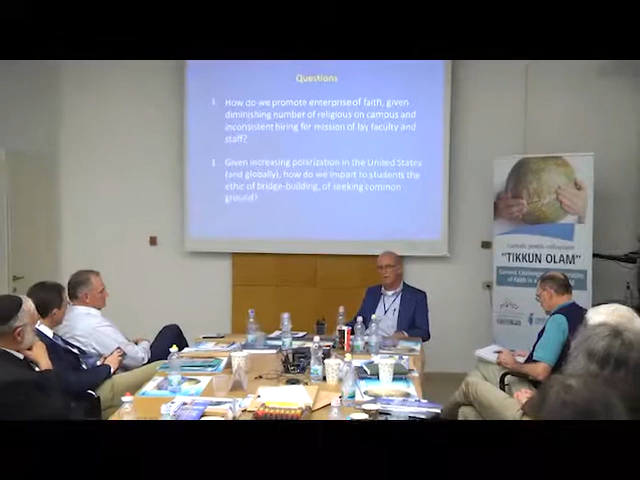 Questions
1. How do we promote enterprise of faith, given
diminishing number of religious on campus and
inconsistent hiring for mission of lay faculty and
staff?
1. Given increasing polarization in the United States
(and globally), how do we impart to students the
ethic of bridge-building, of seeking common
ground?
Catholic Jewish colloquium
"TIKKUN OLAM"